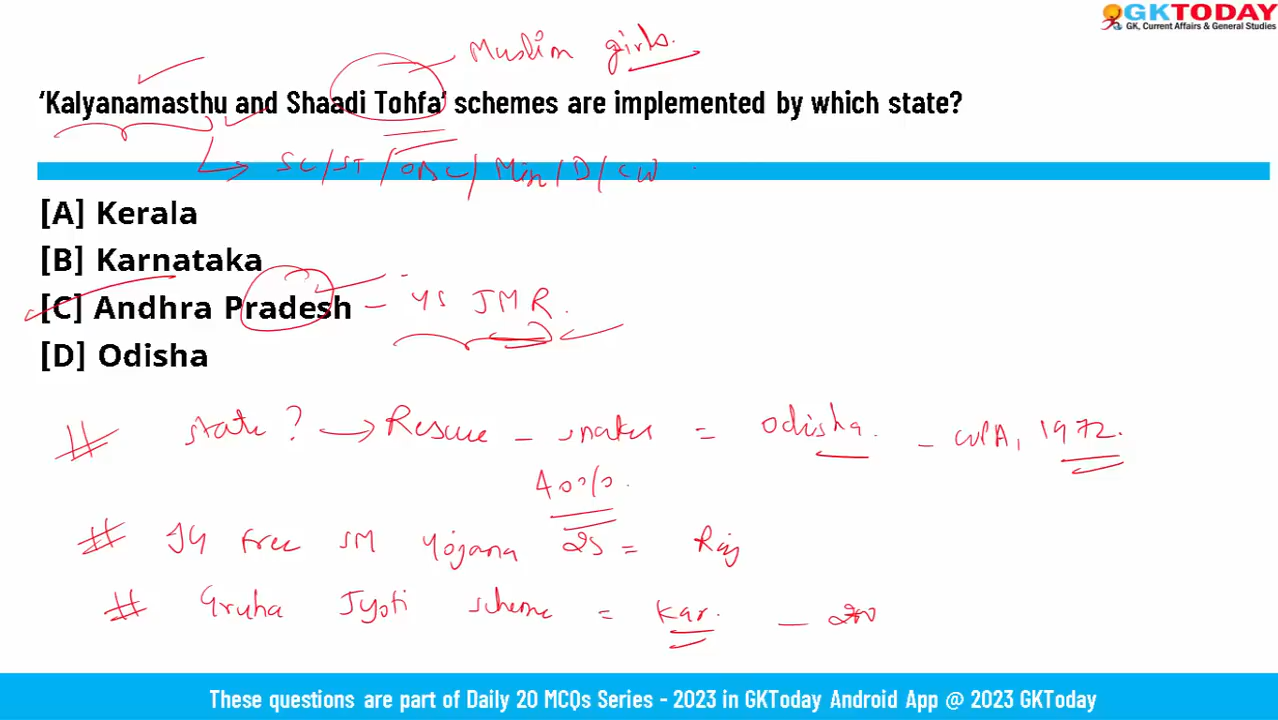 GKTODAY
GK, Current Affairs & General Studies
Muslim girls.
'Kalyanamasthu and Shaadi Tohfa' schemes are implemented by which state?
SC/ST/OBC/Min/D/CW
[A] Kerala
[B] Karnataka
[C] Andhra Pradesh – YS JMR.
[D] Odisha
# state? → Rescue – snakes = Odisha. – WPA, 1972.
40%.
# IG Free SM Yojana = Raj
# Gruha Jyoti scheme = Kar. – 200
These questions are part of Daily 20 MCQs Series - 2023 in GKToday Android App @ 2023 GKToday